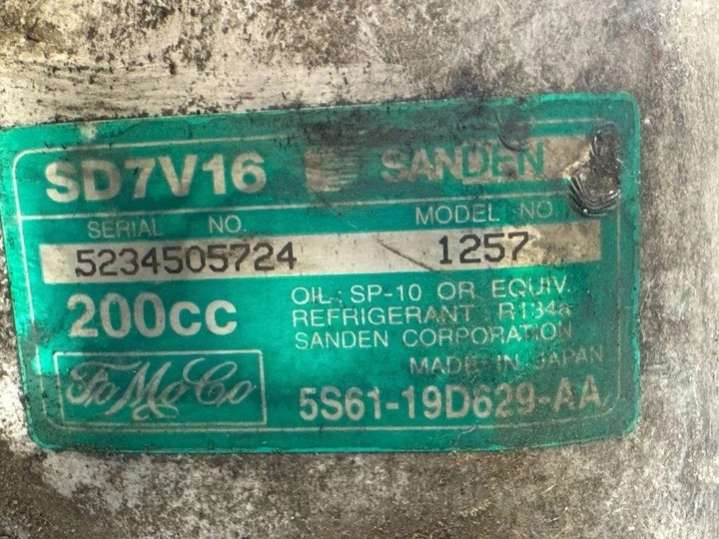 SD7V16 SANDEN
SERIAL NO. MODEL NO
5234505724 1257
200cc
OIL : SP-10 OR EQUIV.
REFRIGERANT : R134a
SANDEN CORPORATION
MADE IN JAPAN
FoMoCo
5S61-19D629-AA